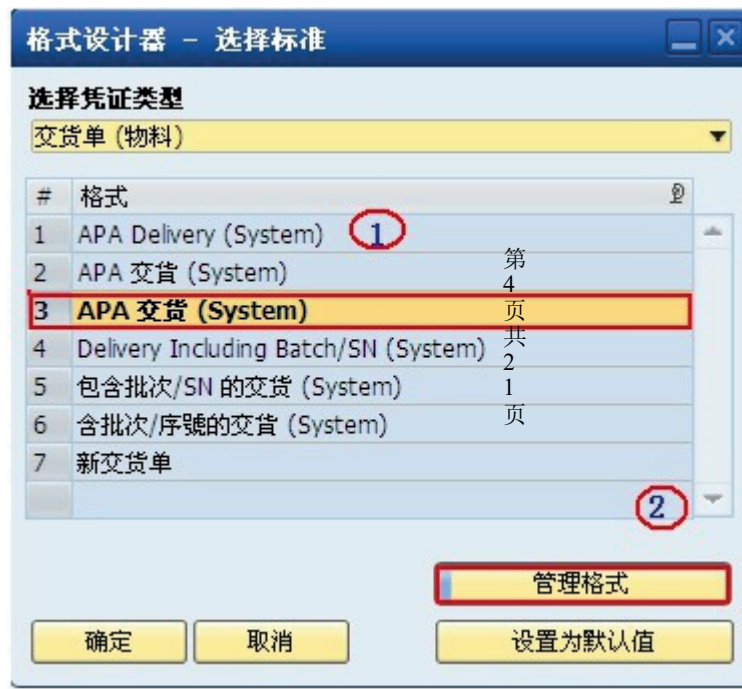 格式设计器 - 选择标准
选择凭证类型
交货单 (物料)
# 格式
1 APA Delivery (System)
1
2 APA 交貨 (System)
3 APA 交货 (System)
4 Delivery Including Batch/SN (System)
5 包含批次/SN 的交货 (System)
6 含批次/序號的交貨 (System)
7 新交货单
第4页共21页
2
管理格式
确定 取消 设置为默认值